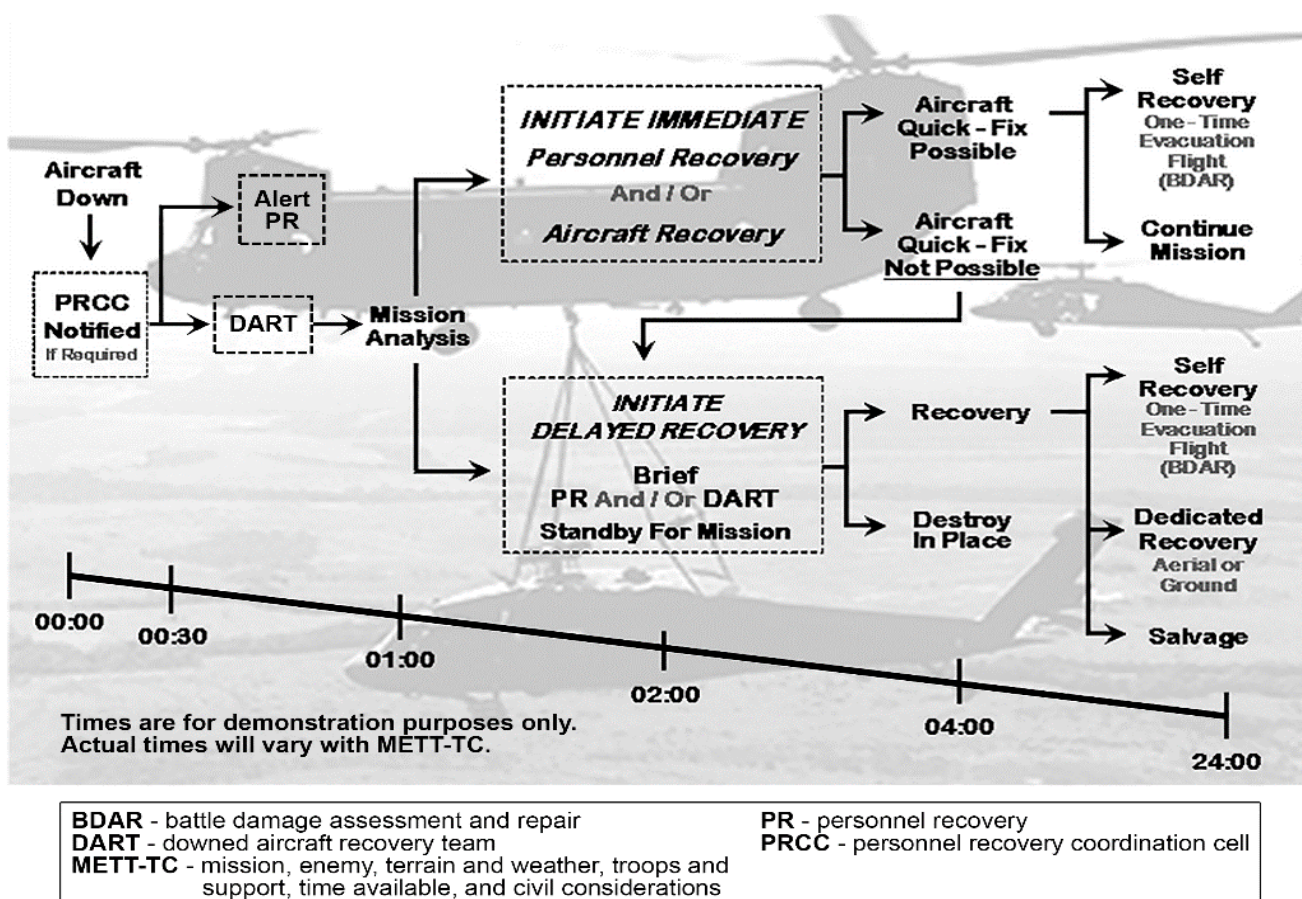 Aircraft
Down
PRCC
Notified
If Required
Alert
PR
DART
Mission
Analysis
INITIATE IMMEDIATE
Personnel Recovery
And / Or
Aircraft Recovery
Aircraft
Quick - Fix
Possible
Aircraft
Quick - Fix
Not Possible
Self
Recovery
One - Time
Evacuation
Flight
(BDAR)
Continue
Mission
INITIATE
DELAYED RECOVERY
Brief
PR And / Or DART
Standby For Mission
Recovery
Destroy
In Place
Self
Recovery
One - Time
Evacuation
Flight
(BDAR)
Dedicated
Recovery
Aerial or
Ground
Salvage
00:00
00:30
01:00
02:00
04:00
24:00
Times are for demonstration purposes only.
Actual times will vary with METT-TC.
BDAR - battle damage assessment and repair
DART - downed aircraft recovery team
METT-TC - mission, enemy, terrain and weather, troops and
support, time available, and civil considerations
PR - personnel recovery
PRCC - personnel recovery coordination cell